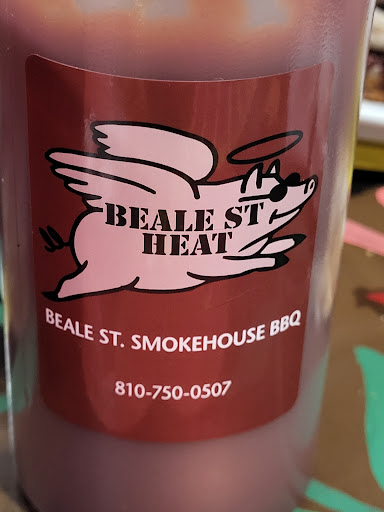 BEALE ST
HEAT
BEALE ST. SMOKEHOUSE BBQ
810-750-0507